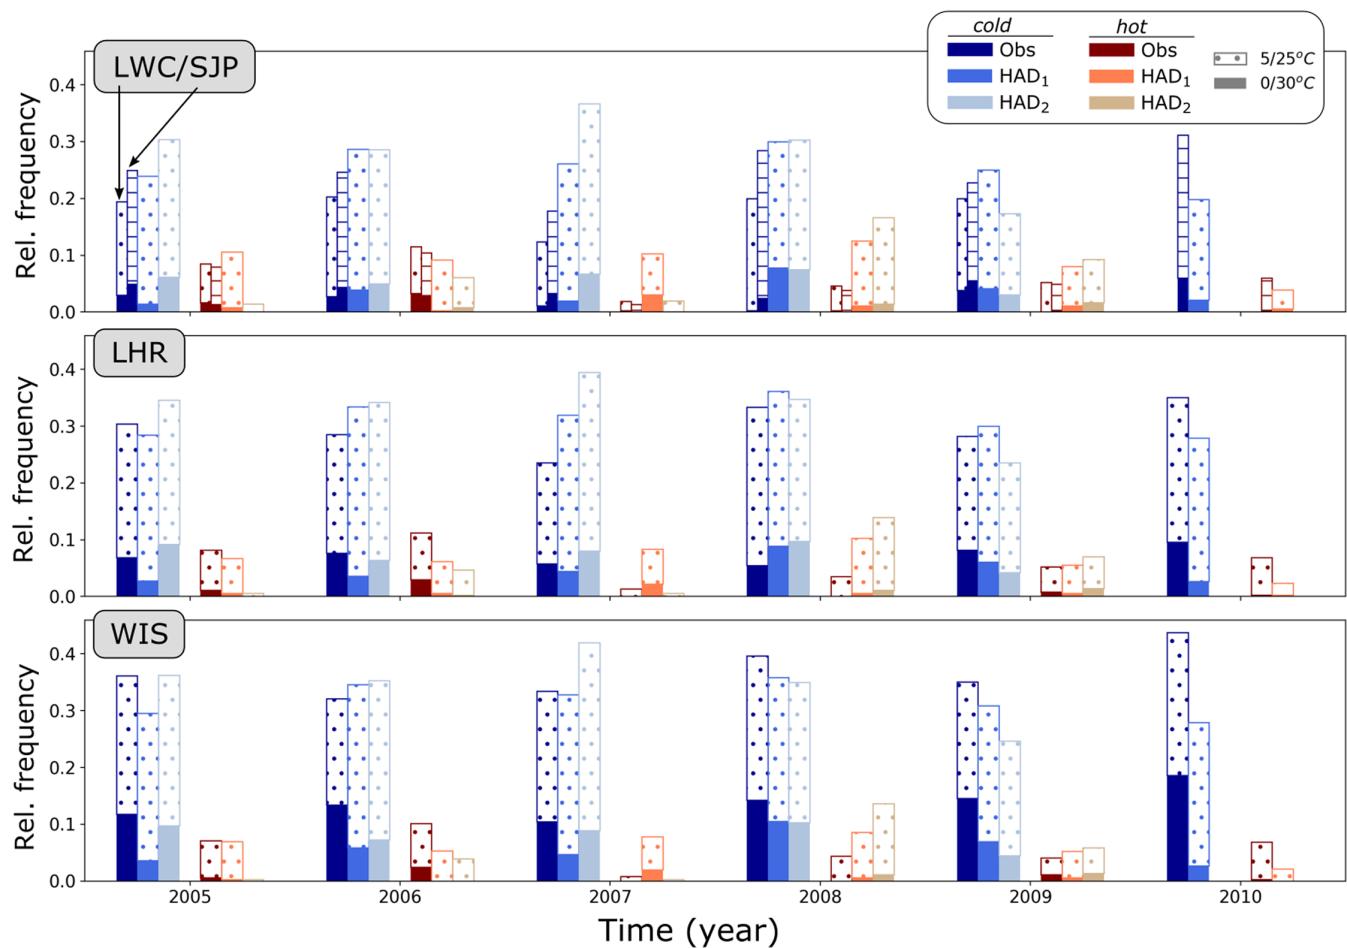 cold hot
Obs Obs 5/25°C
HAD₁ HAD₁ 0/30°C
HAD₂ HAD₂
LWC/SJP
Rel. frequency
0.4
0.3
0.2
0.1
0.0
LHR
Rel. frequency
0.4
0.3
0.2
0.1
0.0
WIS
Rel. frequency
0.4
0.3
0.2
0.1
0.0
2005 2006 2007 2008 2009 2010
Time (year)